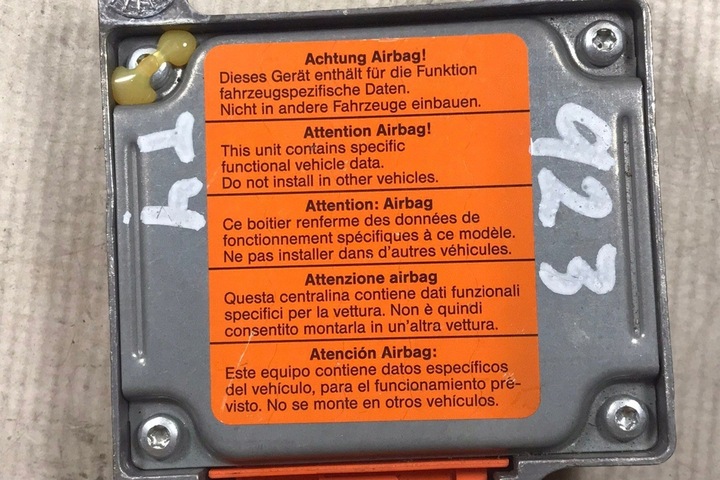 Achtung Airbag!
Dieses Gerät enthält für die Funktion
fahrzeugspezifische Daten.
Nicht in andere Fahrzeuge einbauen.
Attention Airbag!
This unit contains specific
functional vehicle data.
Do not install in other vehicles.
Attention: Airbag
Ce boitier renferme des données de
fonctionnement spécifiques à ce modèle.
Ne pas installer dans d'autres véhicules.
Attenzione airbag
Questa centralina contiene dati funzionali
specifici per la vettura. Non è quindi
consentito montarla in un'altra vettura.
Atención Airbag:
Este equipo contiene datos específicos
del vehículo, para el funcionamiento pre-
visto. No se monte en otros vehículos.
T4
923